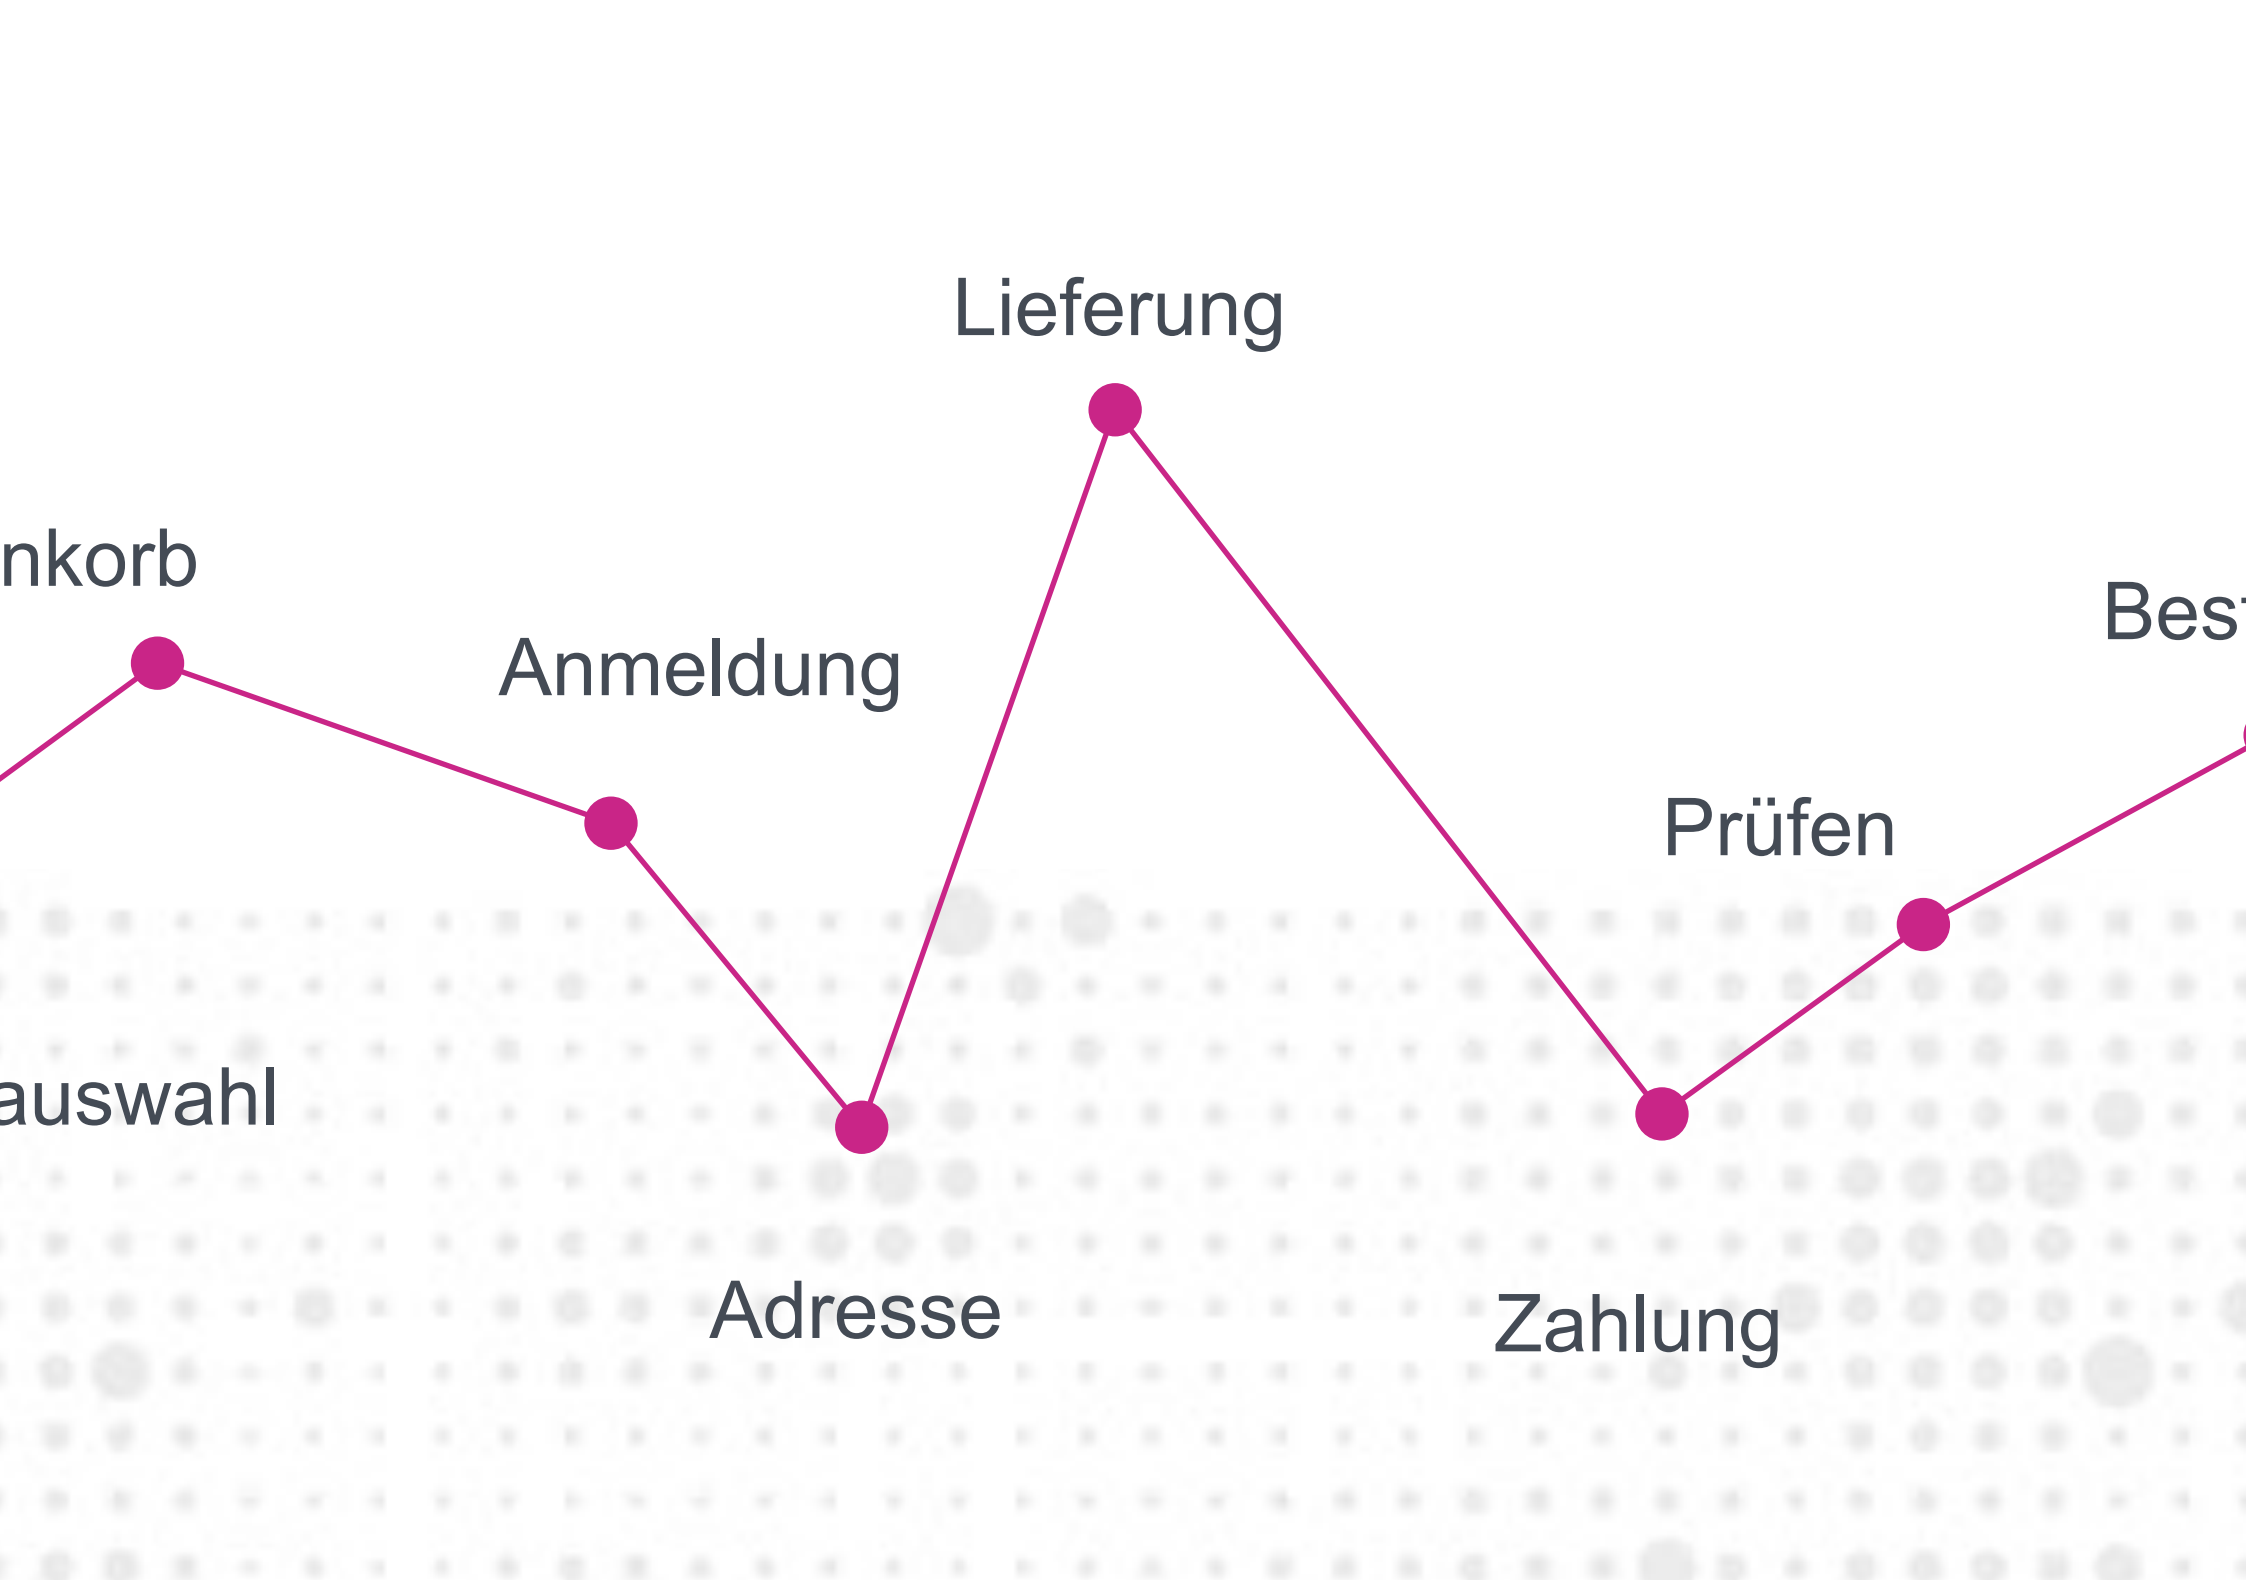 Lieferung
nkorb
Best
Anmeldung
Prüfen
auswahl
Adresse
Zahlung